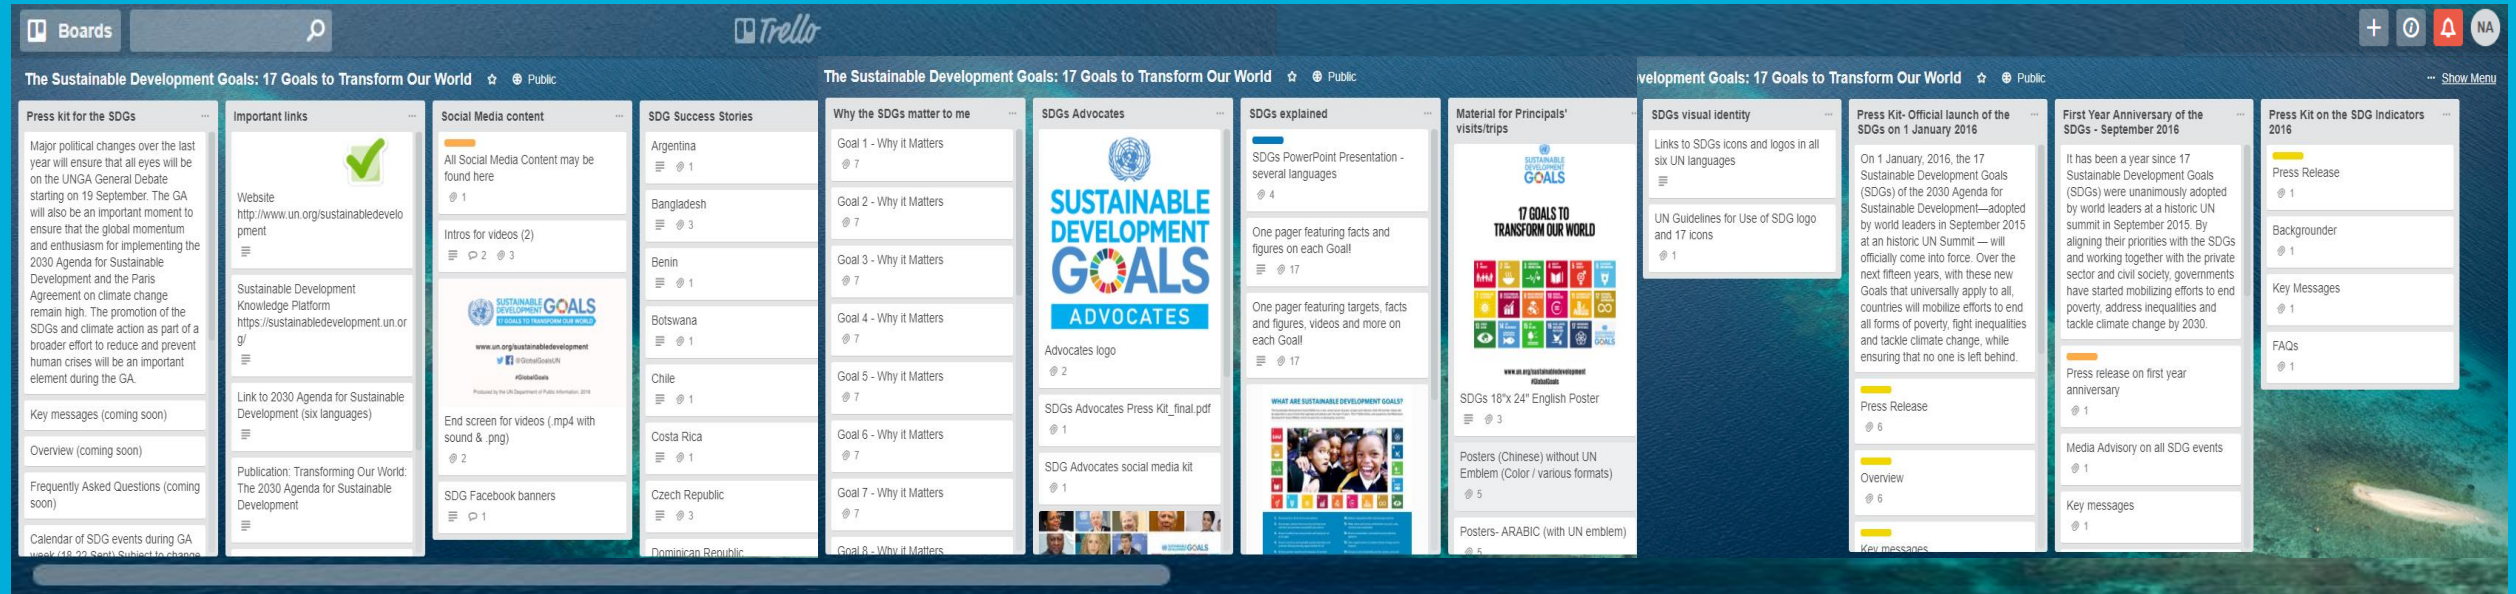 Boards
Trello
NA
The Sustainable Development Goals: 17 Goals to Transform Our World
Public
The Sustainable Development Goals: 17 Goals to Transform Our World
Public
velopment Goals: 17 Goals to Transform Our World
Public
... Show Menu
Press kit for the SDGs
Major political changes over the last
year will ensure that all eyes will be
on the UNGA General Debate
starting on 19 September. The GA
will also be an important moment to
ensure that the global momentum
and enthusiasm for implementing the
2030 Agenda for Sustainable
Development and the Paris
Agreement on climate change
remain high. The promotion of the
SDGs and climate action as part of a
broader effort to reduce and prevent
human crises will be an important
element during the GA.
Key messages (coming soon)
Overview (coming soon)
Frequently Asked Questions (coming
soon)
Calendar of SDG events during GA
week (18-22 Sept) Subject to change
Important links
Website
http://www.un.org/sustainabledevelo
pment
Sustainable Development
Knowledge Platform
https://sustainabledevelopment.un.or
g/
Link to 2030 Agenda for Sustainable
Development (six languages)
Publication: Transforming Our World:
The 2030 Agenda for Sustainable
Development
Social Media content
All Social Media Content may be
found here
1
Intros for videos (2)
2 3
SUSTAINABLE
DEVELOPMENT GOALS
17 GOALS TO TRANSFORM OUR WORLD
www.un.org/sustainabledevelopment
@GlobalGoalsUN
#GlobalGoals
Produced by the UN Department of Public Information, 2016
End screen for videos (.mp4 with
sound & .png)
2
SDG Facebook banners
1
SDG Success Stories
Argentina
1
Bangladesh
3
Benin
1
Botswana
1
Chile
1
Costa Rica
1
Czech Republic
3
Dominican Republic
Why the SDGs matter to me
Goal 1 - Why it Matters
7
Goal 2 - Why it Matters
7
Goal 3 - Why it Matters
7
Goal 4 - Why it Matters
7
Goal 5 - Why it Matters
7
Goal 6 - Why it Matters
7
Goal 7 - Why it Matters
7
Goal 8 - Why it Matters
SDGs Advocates
SUSTAINABLE
DEVELOPMENT
GOALS
ADVOCATES
Advocates logo
2
SDGs Advocates Press Kit_final.pdf
1
SDG Advocates social media kit
1
GOALS
SDGs explained
SDGs PowerPoint Presentation -
several languages
4
One pager featuring facts and
figures on each Goal!
17
One pager featuring targets, facts
and figures, videos and more on
each Goal!
17
WHAT ARE SUSTAINABLE DEVELOPMENT GOALS?
Material for Principals'
visits/trips
SUSTAINABLE
DEVELOPMENT
GOALS
17 GOALS TO
TRANSFORM OUR WORLD
GOALS
www.un.org/sustainabledevelopment
#GlobalGoals
SDGs 18"x 24" English Poster
3
Posters (Chinese) without UN
Emblem (Color / various formats)
5
Posters- ARABIC (with UN emblem)
5
SDGs visual identity
Links to SDGs icons and logos in all
six UN languages
UN Guidelines for Use of SDG logo
and 17 icons
1
Press Kit- Official launch of the
SDGs on 1 January 2016
On 1 January, 2016, the 17
Sustainable Development Goals
(SDGs) of the 2030 Agenda for
Sustainable Development—adopted
by world leaders in September 2015
at an historic UN Summit — will
officially come into force. Over the
next fifteen years, with these new
Goals that universally apply to all,
countries will mobilize efforts to end
all forms of poverty, fight inequalities
and tackle climate change, while
ensuring that no one is left behind.
Press Release
6
Overview
6
Key messages
First Year Anniversary of the
SDGs - September 2016
It has been a year since 17
Sustainable Development Goals
(SDGs) were unanimously adopted
by world leaders at a historic UN
summit in September 2015. By
aligning their priorities with the SDGs
and working together with the private
sector and civil society, governments
have started mobilizing efforts to end
poverty, address inequalities and
tackle climate change by 2030.
Press release on first year
anniversary
1
Media Advisory on all SDG events
1
Key messages
1
Press Kit on the SDG Indicators
2016
Press Release
1
Backgrounder
1
Key Messages
1
FAQs
1